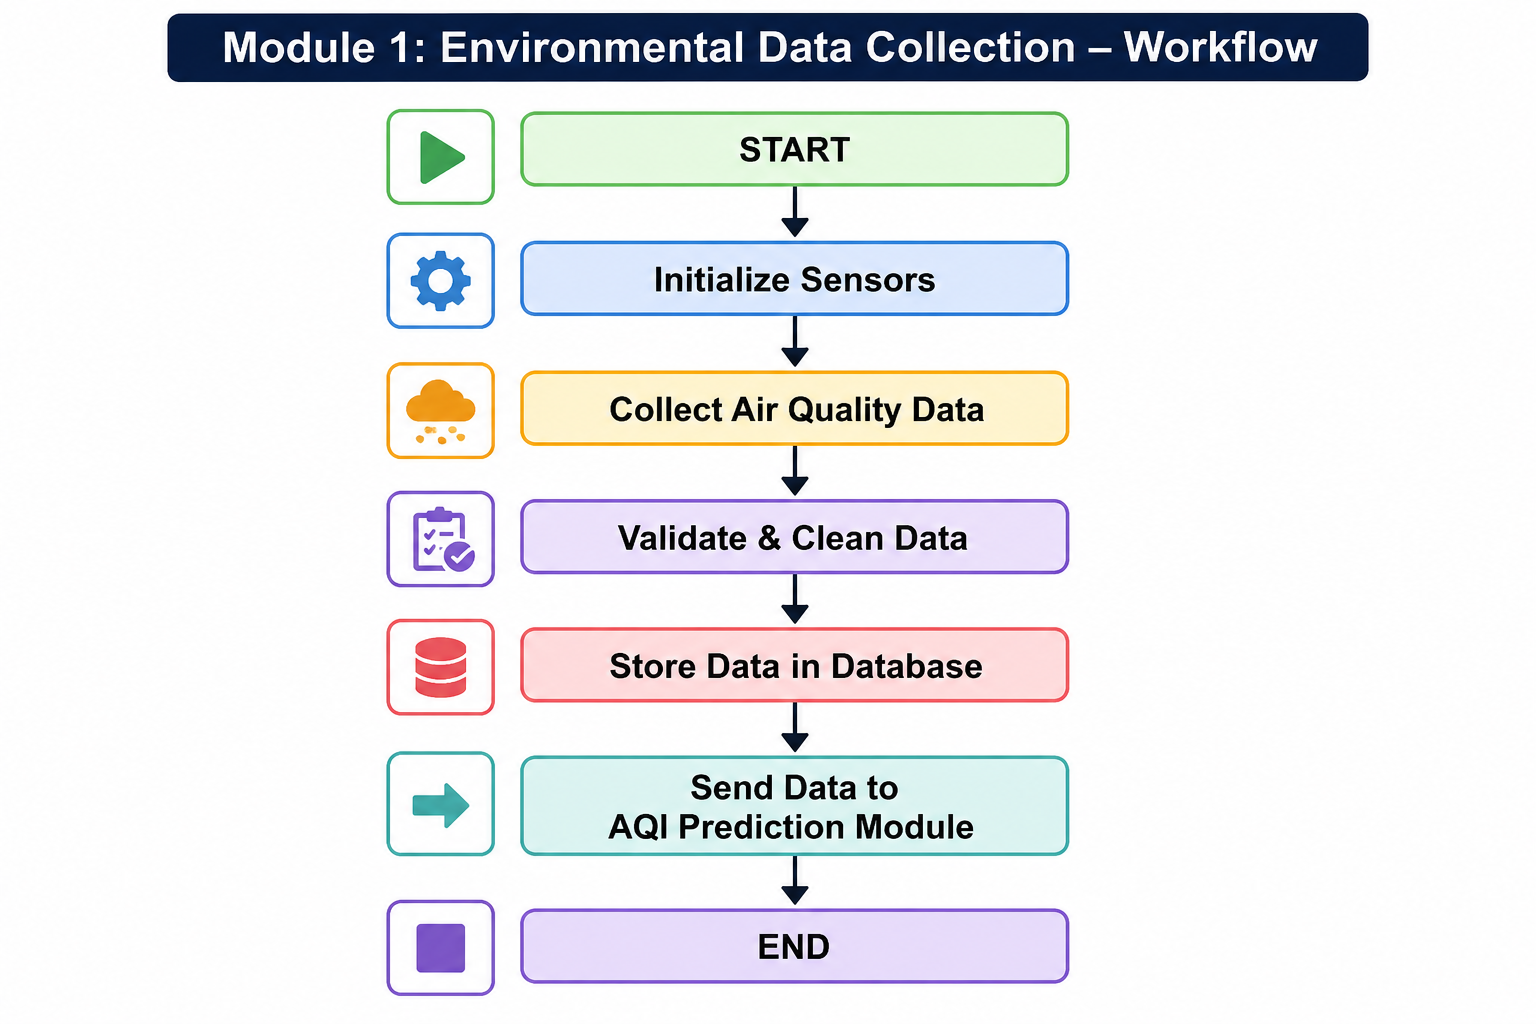 Module 1: Environmental Data Collection – Workflow
START
Initialize Sensors
Collect Air Quality Data
Validate & Clean Data
Store Data in Database
Send Data to
AQI Prediction Module
END